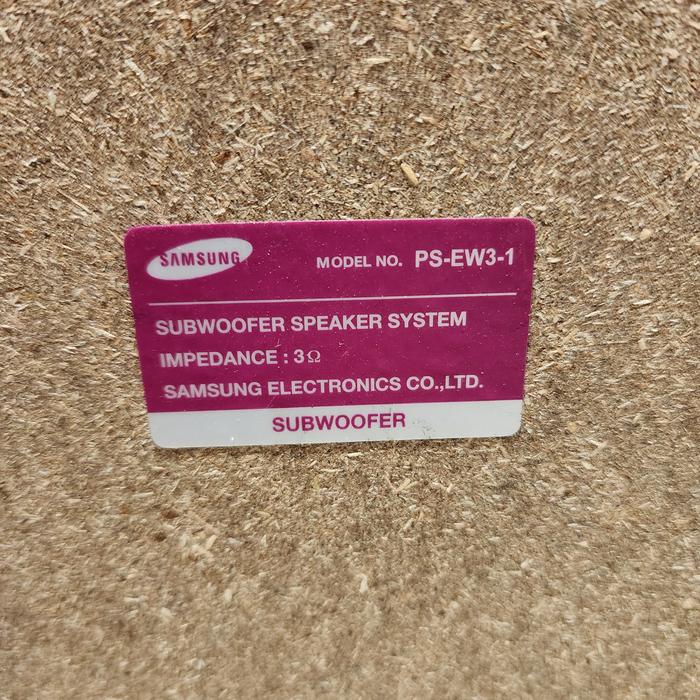 SAMSUNG MODEL NO. PS-EW3-1
SUBWOOFER SPEAKER SYSTEM
IMPEDANCE : 3Ω
SAMSUNG ELECTRONICS CO.,LTD.
SUBWOOFER